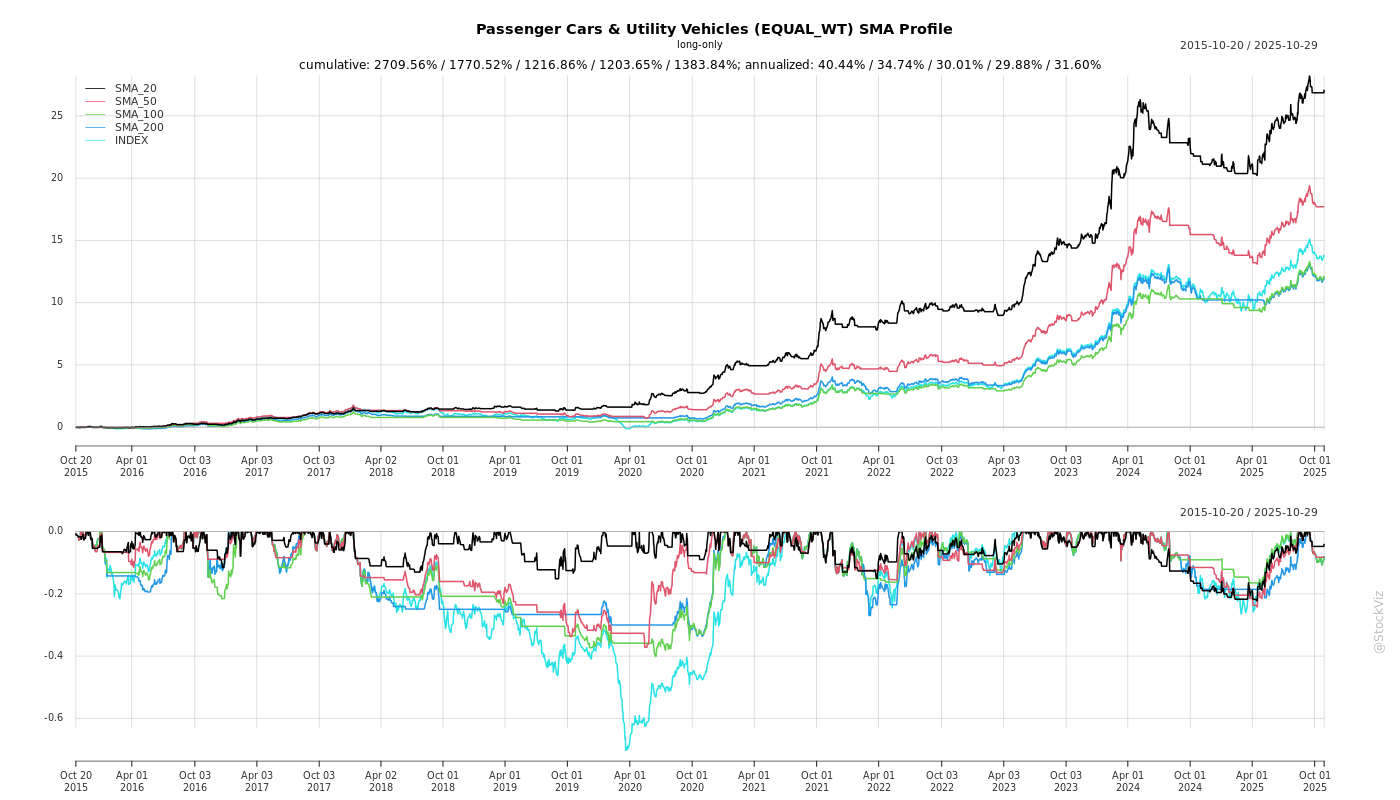 Passenger Cars & Utility Vehicles (EQUAL_WT) SMA Profile
long-only
2015-10-20 / 2025-10-29
cumulative: 2709.56% / 1770.52% / 1216.86% / 1203.65% / 1383.84%; annualized: 40.44% / 34.74% / 30.01% / 29.88% / 31.60%
SMA_20
SMA_50
SMA_100
SMA_200
INDEX
25
20
15
10
5
0
Oct 20 Apr 01 Oct 03 Apr 03 Oct 03 Apr 02 Oct 01 Apr 01 Oct 01 Apr 01 Oct 01 Apr 01 Oct 01 Apr 01 Oct 03 Apr 03 Oct 03 Apr 01 Oct 01 Apr 01 Oct 01
2015 2016 2016 2017 2017 2018 2018 2019 2019 2020 2020 2021 2021 2022 2022 2023 2023 2024 2024 2025 2025
2015-10-20 / 2025-10-29
0.0
-0.2
-0.4
-0.6
Oct 20 Apr 01 Oct 03 Apr 03 Oct 03 Apr 02 Oct 01 Apr 01 Oct 01 Apr 01 Oct 01 Apr 01 Oct 01 Apr 01 Oct 03 Apr 03 Oct 03 Apr 01 Oct 01 Apr 01 Oct 01
2015 2016 2016 2017 2017 2018 2018 2019 2019 2020 2020 2021 2021 2022 2022 2023 2023 2024 2024 2025 2025
@StockViz